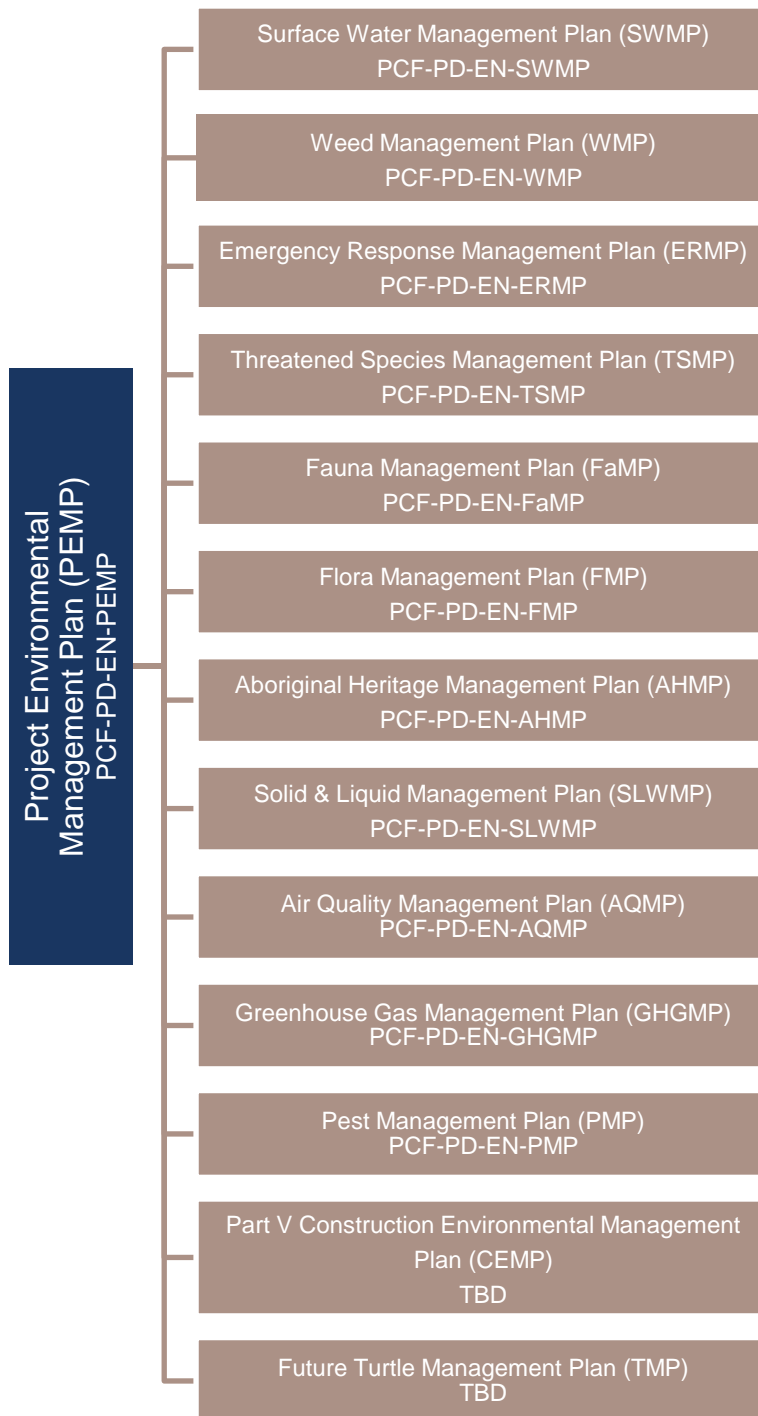 Project Environmental
Management Plan (PEMP)
PCF-PD-EN-PEMP
Surface Water Management Plan (SWMP)
PCF-PD-EN-SWMP
Weed Management Plan (WMP)
PCF-PD-EN-WMP
Emergency Response Management Plan (ERMP)
PCF-PD-EN-ERMP
Threatened Species Management Plan (TSMP)
PCF-PD-EN-TSMP
Fauna Management Plan (FaMP)
PCF-PD-EN-FaMP
Flora Management Plan (FMP)
PCF-PD-EN-FMP
Aboriginal Heritage Management Plan (AHMP)
PCF-PD-EN-AHMP
Solid & Liquid Management Plan (SLWMP)
PCF-PD-EN-SLWMP
Air Quality Management Plan (AQMP)
PCF-PD-EN-AQMP
Greenhouse Gas Management Plan (GHGMP)
PCF-PD-EN-GHGMP
Pest Management Plan (PMP)
PCF-PD-EN-PMP
Part V Construction Environmental Management
Plan (CEMP)
TBD
Future Turtle Management Plan (TMP)
TBD